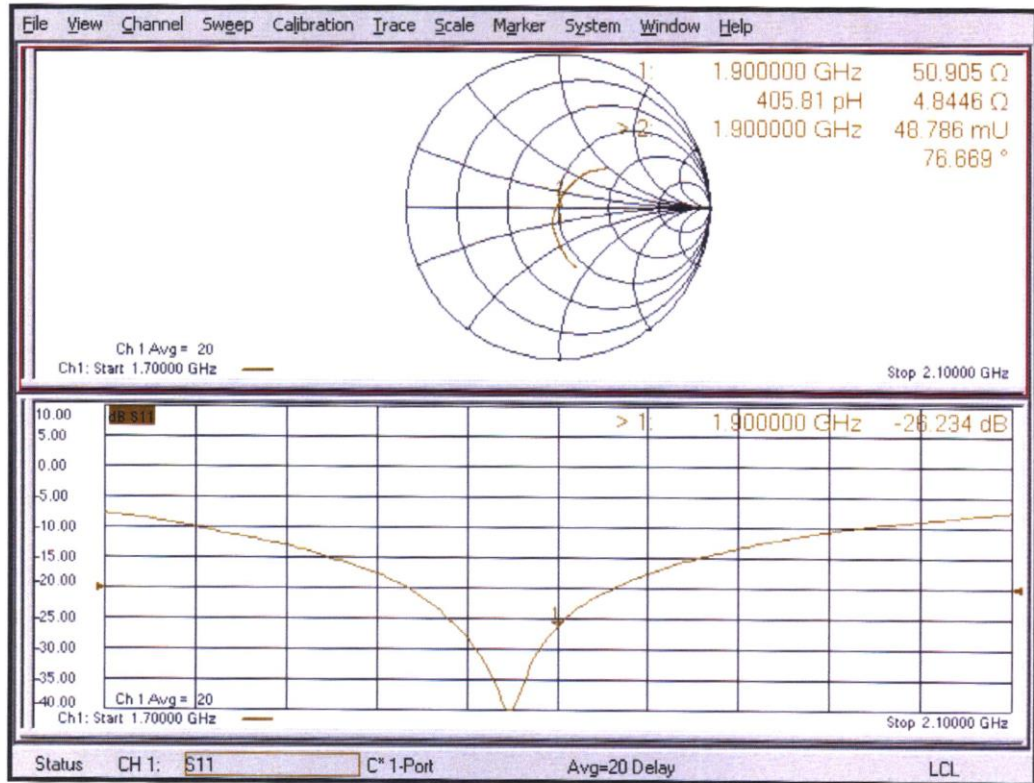 File View Channel Sweep Calibration Trace Scale Marker System Window Help
1: 1.900000 GHz 50.905 Ω
405.81 pH 4.8446 Ω
> 2: 1.900000 GHz 48.786 mU
76.669 °
Ch 1 Avg = 20
Ch1: Start 1.70000 GHz
Stop 2.10000 GHz
dB S11
> 1: 1.900000 GHz -26.234 dB
10.00
5.00
0.00
-5.00
-10.00
-15.00
-20.00
-25.00
-30.00
-35.00
-40.00
1
Ch 1 Avg = 20
Ch1: Start 1.70000 GHz
Stop 2.10000 GHz
Status CH 1: S11 C* 1-Port Avg=20 Delay LCL